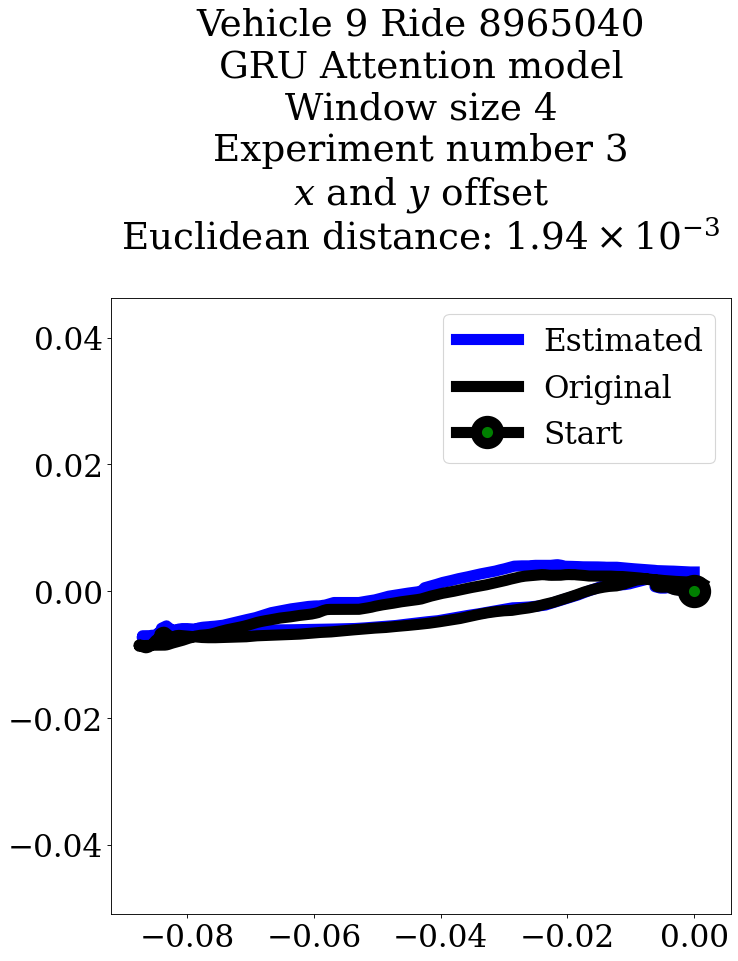 Vehicle 9 Ride 8965040
GRU Attention model
Window size 4
Experiment number 3
x and y offset
Euclidean distance: 1.94 × 10⁻³
Estimated
Original
Start
0.04
0.02
0.00
−0.02
−0.04
−0.08 −0.06 −0.04 −0.02 0.00